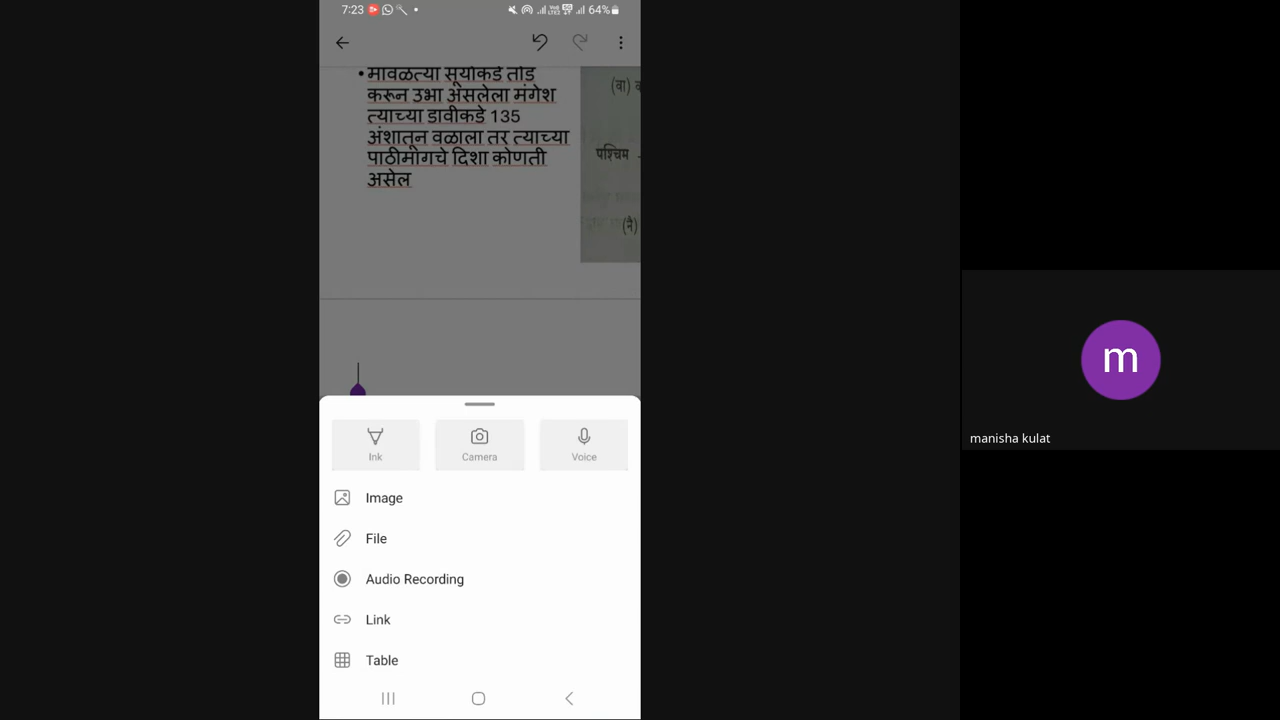 7:23
64%
• मावळत्या सूर्याकडे तोंड
करून उभा असलेला मंगेश
त्याच्या डावीकडे 135
अंशातून वळाला तर त्याच्या
पाठीमागचे दिशा कोणती
असेल
(वा)
पश्चिम
(नै)
Ink
Camera
Voice
Image
File
Audio Recording
Link
Table
m
manisha kulat